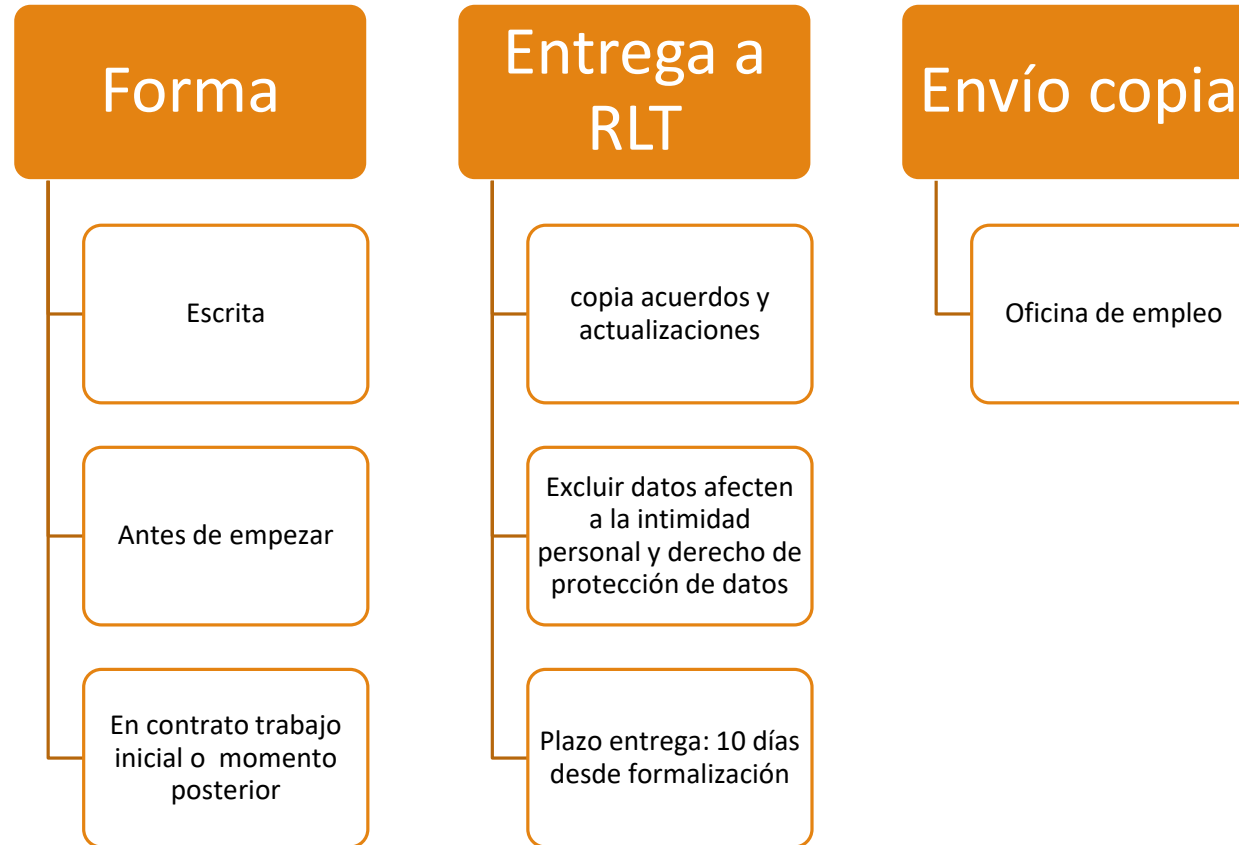 Forma
Escrita
Antes de empezar
En contrato trabajo
inicial o momento
posterior
Entrega a
RLT
copia acuerdos y
actualizaciones
Excluir datos afecten
a la intimidad
personal y derecho de
protección de datos
Plazo entrega: 10 días
desde formalización
Envío copia
Oficina de empleo